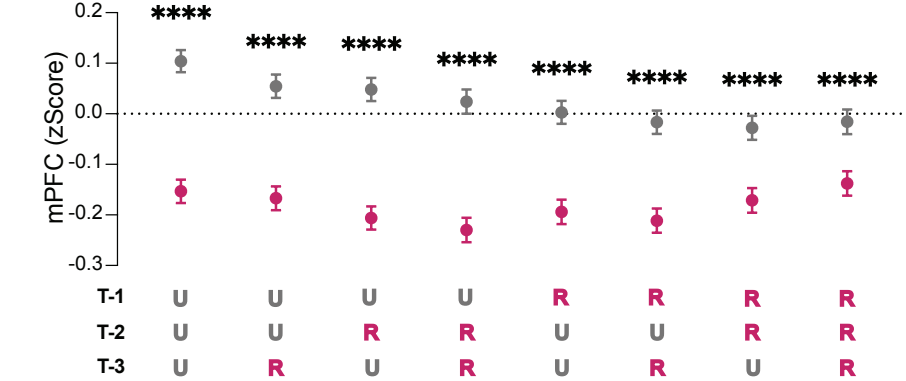 0.2
**** **** **** **** **** **** **** ****
0.1
0.0
-0.1
-0.2
-0.3
mPFC (zScore)
T-1 U U U U R R R R
T-2 U U R R U U R R
T-3 U R U R U R U R